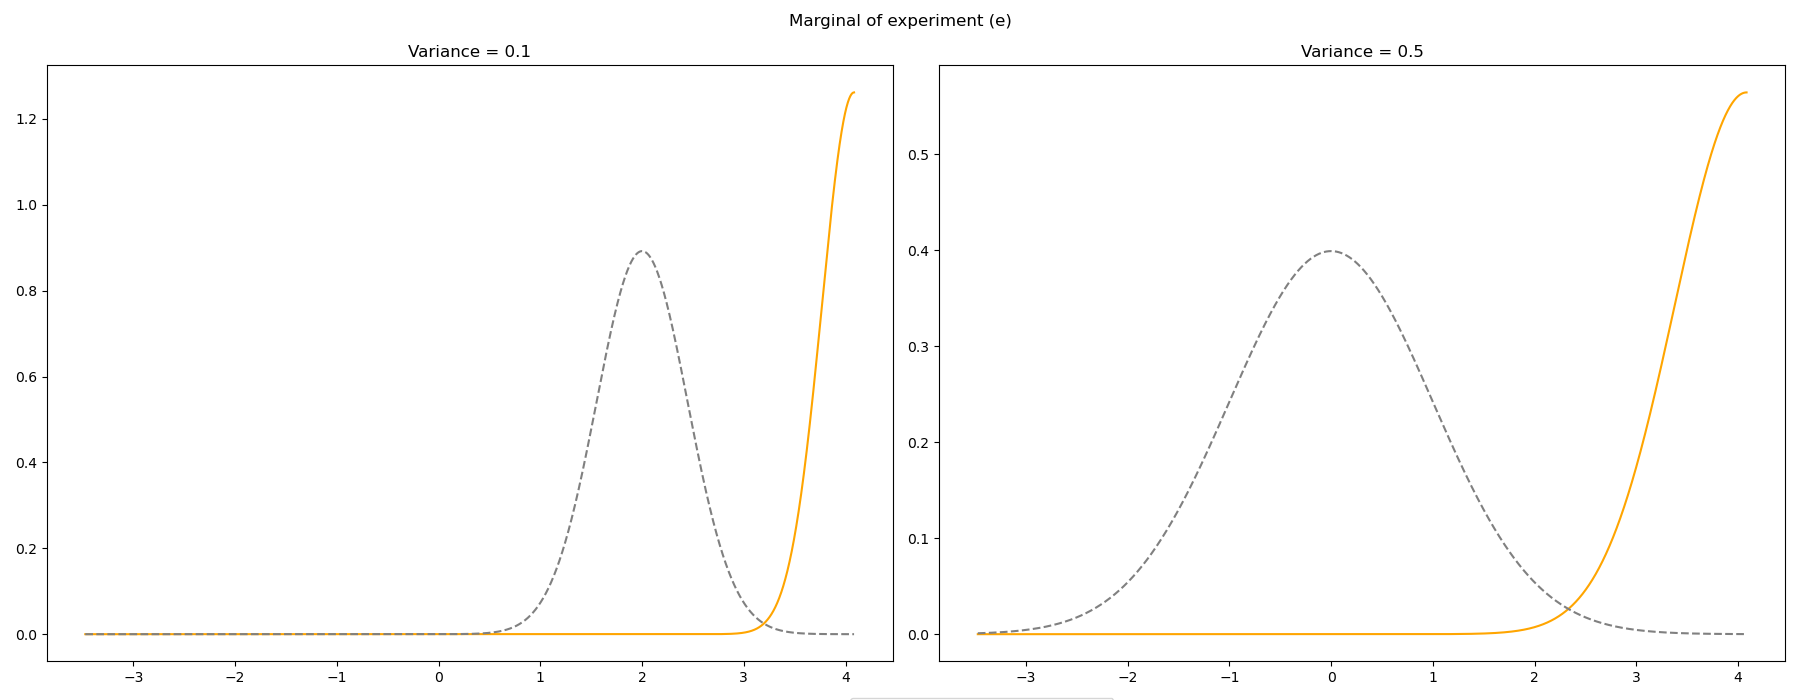 Marginal of experiment (e)
Variance = 0.1
1.2
1.0
0.8
0.6
0.4
0.2
0.0
−3 −2 −1 0 1 2 3 4
Variance = 0.5
0.5
0.4
0.3
0.2
0.1
0.0
−3 −2 −1 0 1 2 3 4